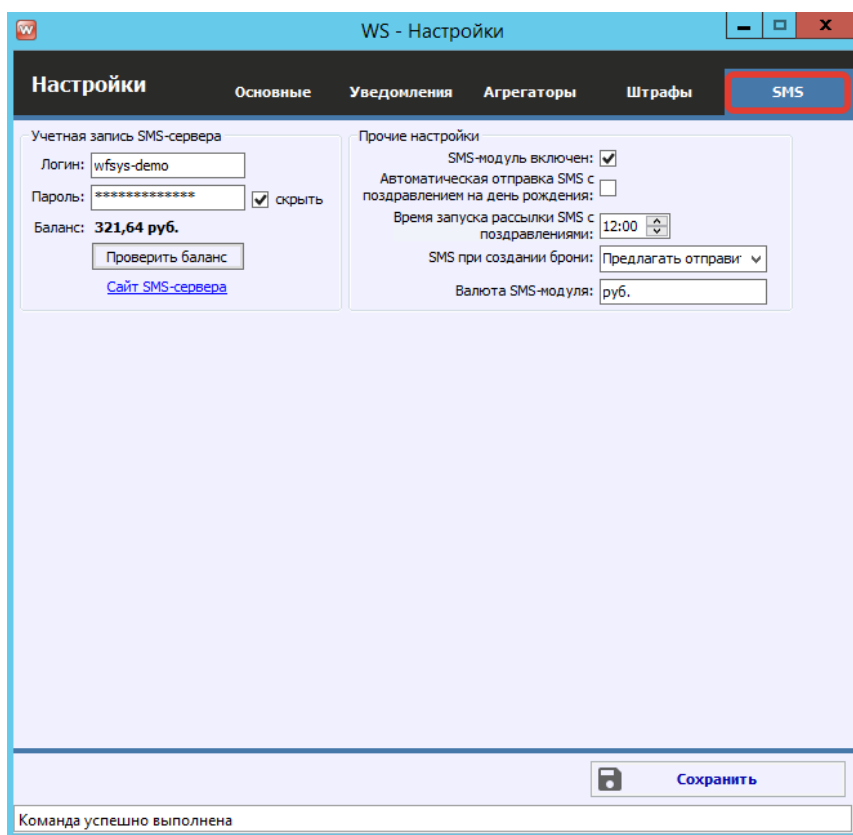 WS - Настройки
Настройки
Основные
Уведомления
Агрегаторы
Штрафы
SMS
Учетная запись SMS-сервера
Логин: wfsys-demo
Пароль: ************* скрыть
Баланс: 321,64 руб.
Проверить баланс
Сайт SMS-сервера
Прочие настройки
SMS-модуль включен:
Автоматическая отправка SMS с
поздравлением на день рождения:
Время запуска рассылки SMS с
поздравлениями: 12:00
SMS при создании брони: Предлагать отправит
Валюта SMS-модуля: руб.
Сохранить
Команда успешно выполнена